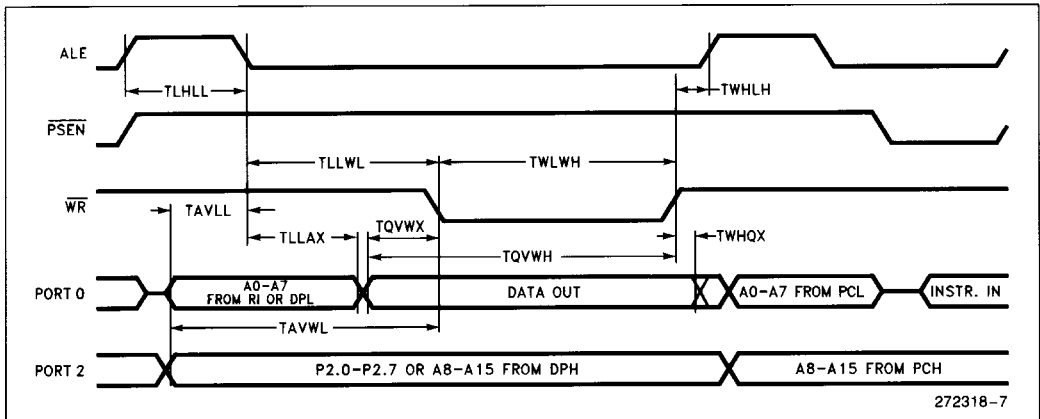 ALE
TLHLL
TWHLH
PSEN
TLLWL
TWLWH
WR
TAVLL
TLLAX
TQVWX
TWHQX
TQVWH
PORT 0
A0-A7
FROM RI OR DPL
DATA OUT
A0-A7 FROM PCL
INSTR. IN
TAVWL
PORT 2
P2.0-P2.7 OR A8-A15 FROM DPH
A8-A15 FROM PCH
272318-7